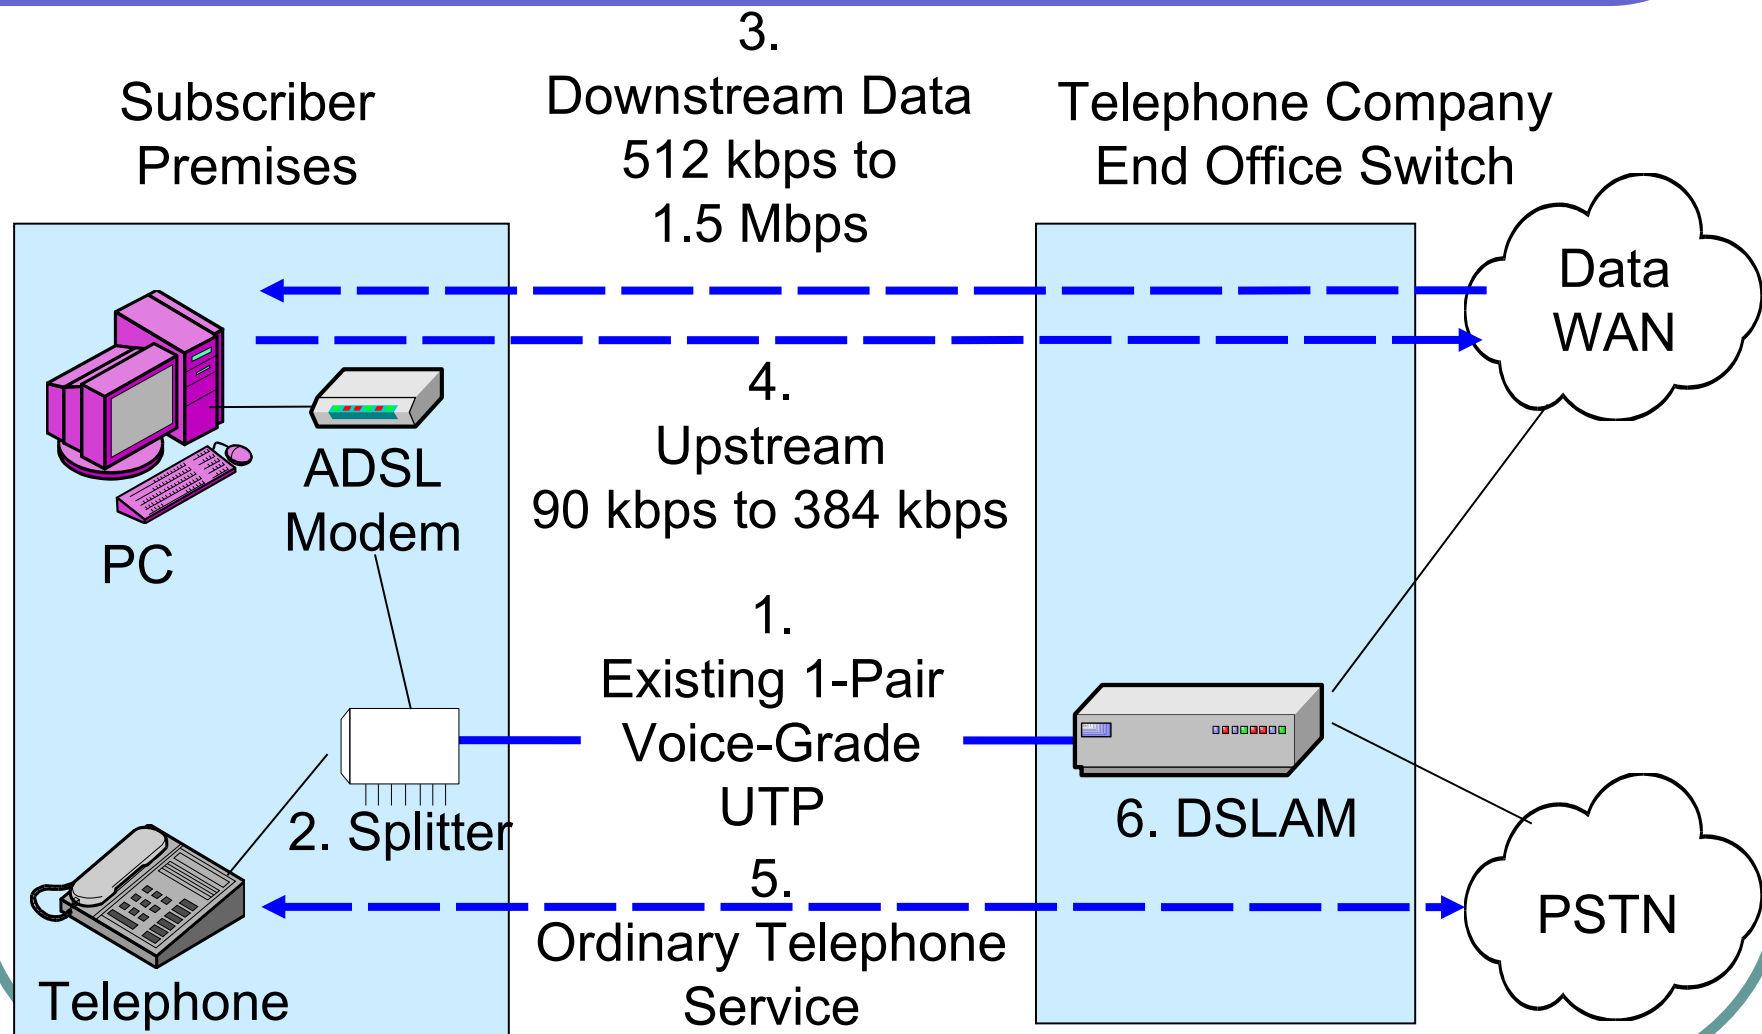 Subscriber
Premises
3.
Downstream Data
512 kbps to
1.5 Mbps
Telephone Company
End Office Switch
Data
WAN
4.
Upstream
90 kbps to 384 kbps
ADSL
Modem
PC
1.
Existing 1-Pair
Voice-Grade
UTP
2. Splitter
6. DSLAM
5.
Ordinary Telephone
Service
PSTN
Telephone